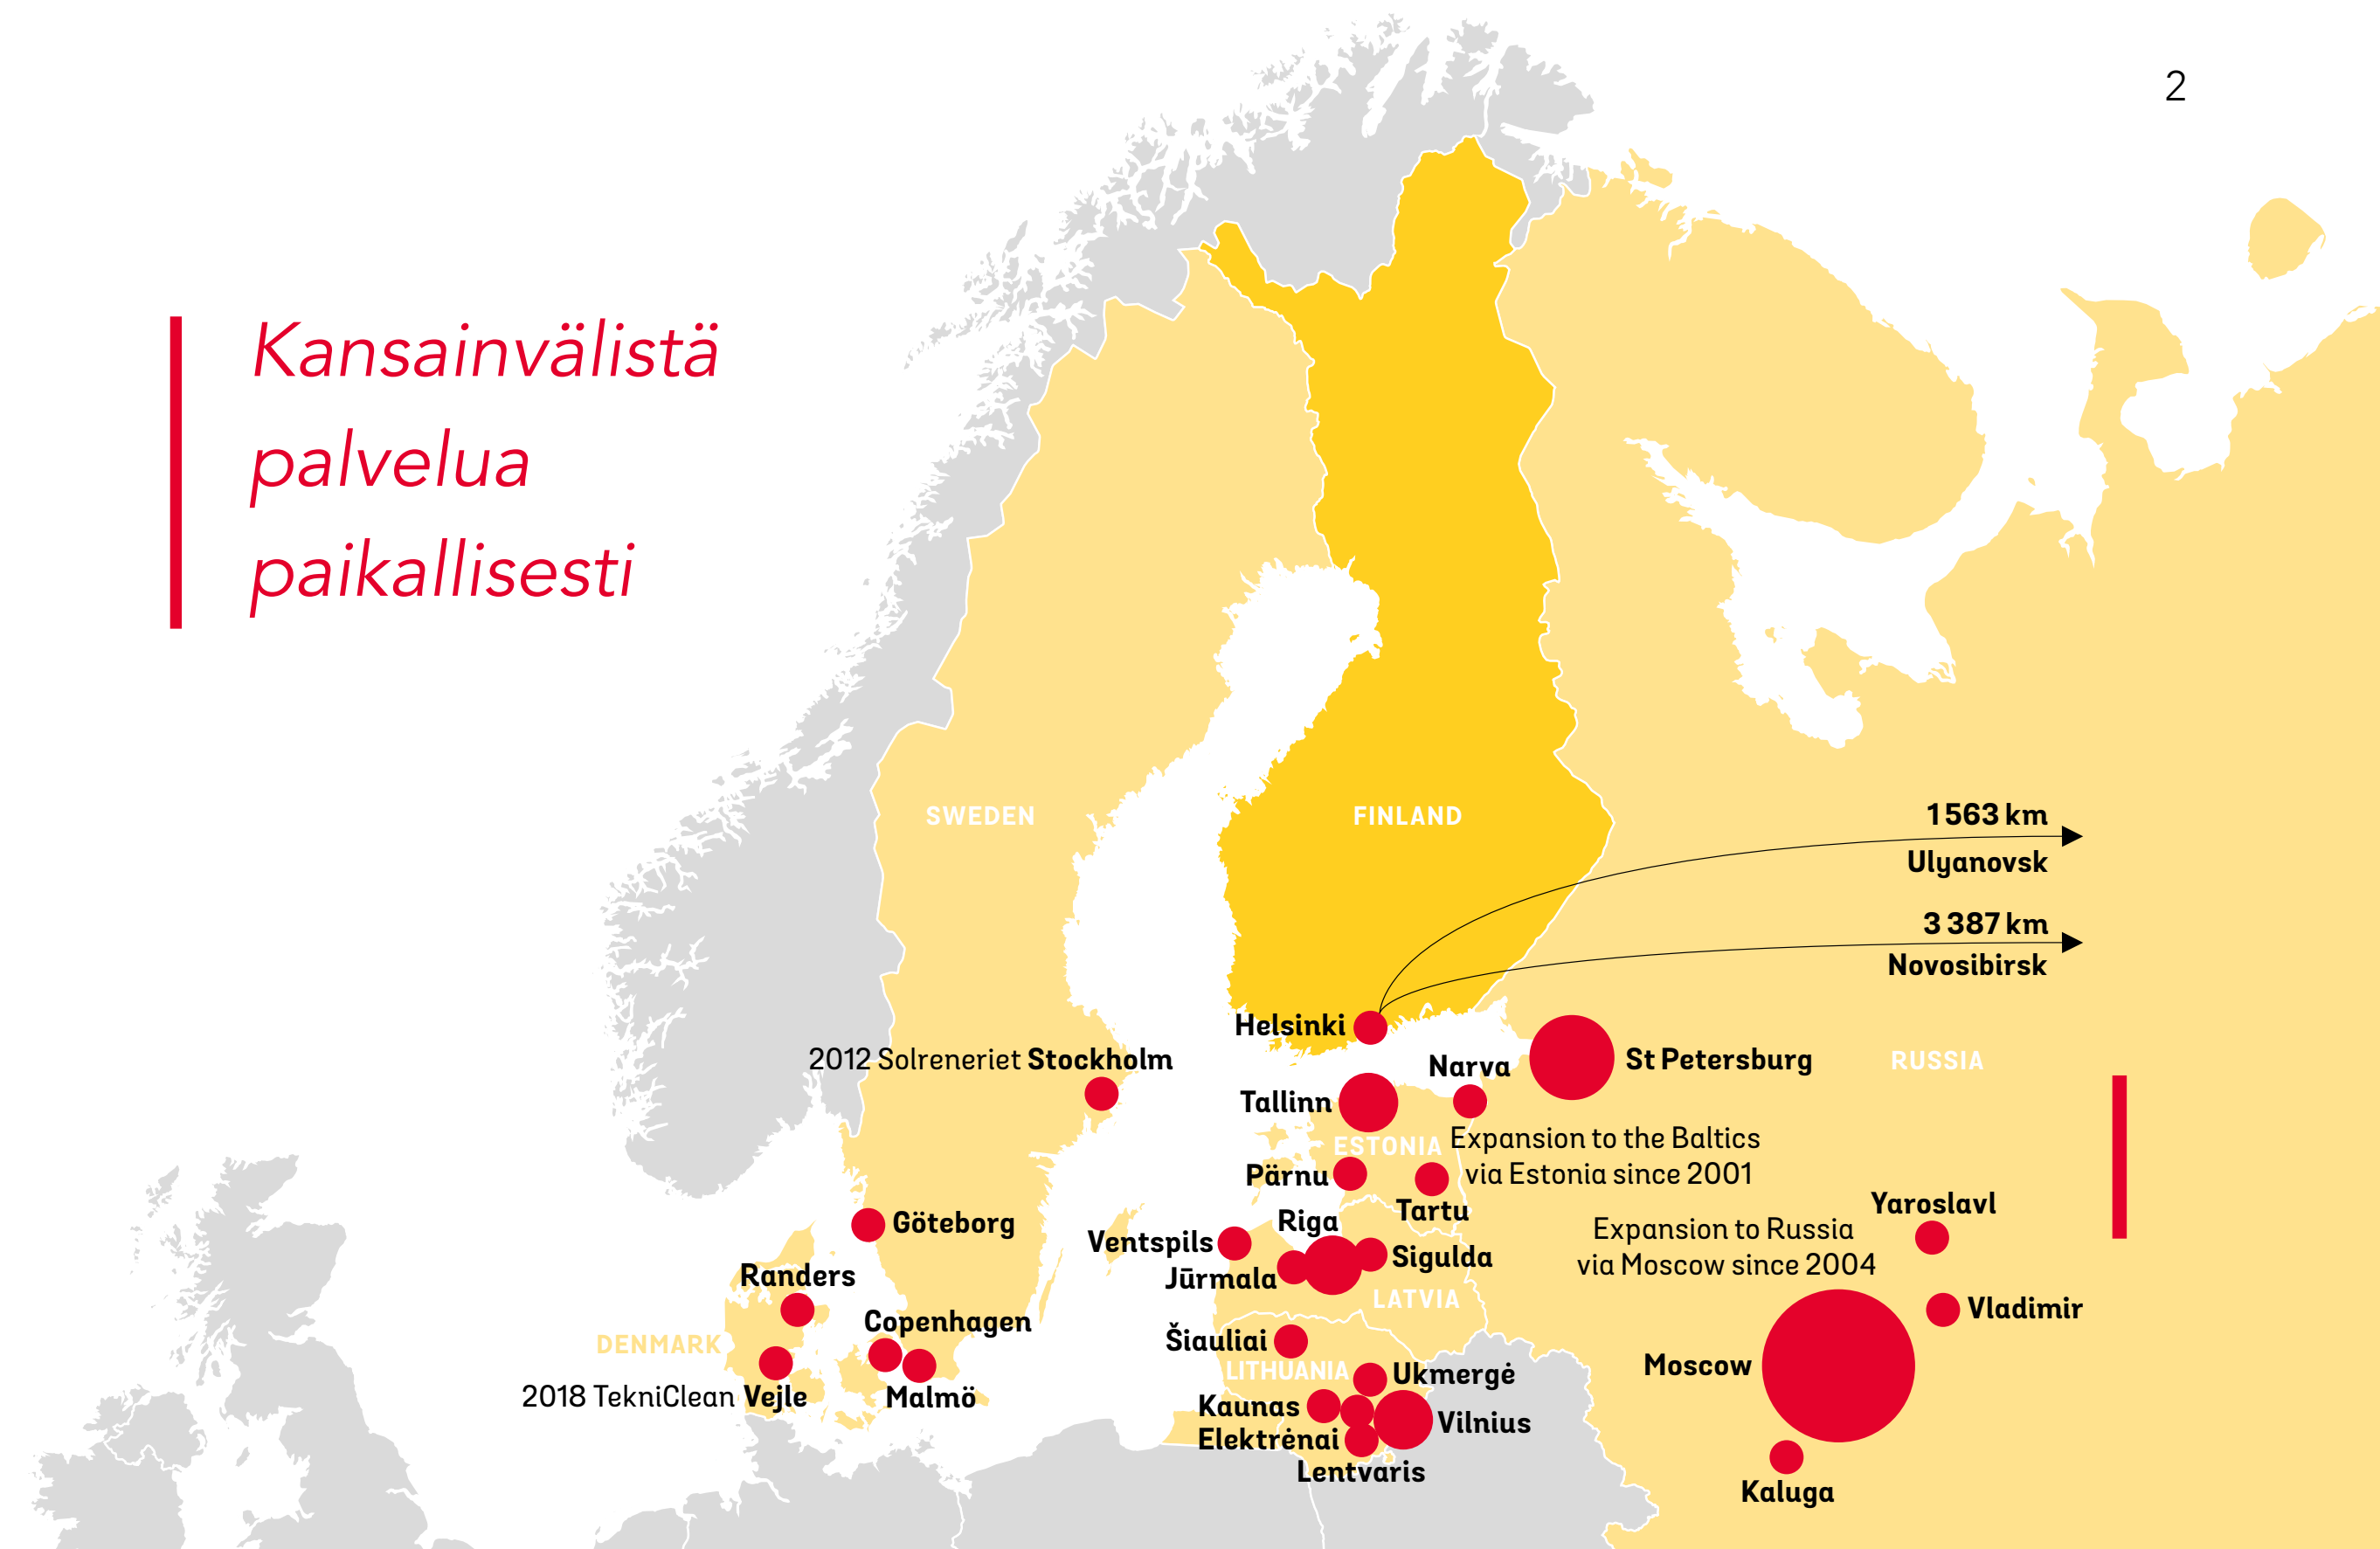 2
Kansainvälistä
palvelua
paikallisesti
SWEDEN
FINLAND
1 563 km
Ulyanovsk
3 387 km
Novosibirsk
Helsinki
2012 Solreneriet Stockholm
Narva
St Petersburg
RUSSIA
Tallinn
ESTONIA
Expansion to the Baltics
via Estonia since 2001
Pärnu
Tartu
Yaroslavl
Göteborg
Ventspils
Riga
Expansion to Russia
via Moscow since 2004
Jūrmala
Sigulda
Randers
LATVIA
Vladimir
Copenhagen
DENMARK
Šiauliai
LITHUANIA
Ukmergė
Moscow
2018 TekniClean Vejle
Malmö
Kaunas
Vilnius
Elektrėnai
Lentvaris
Kaluga